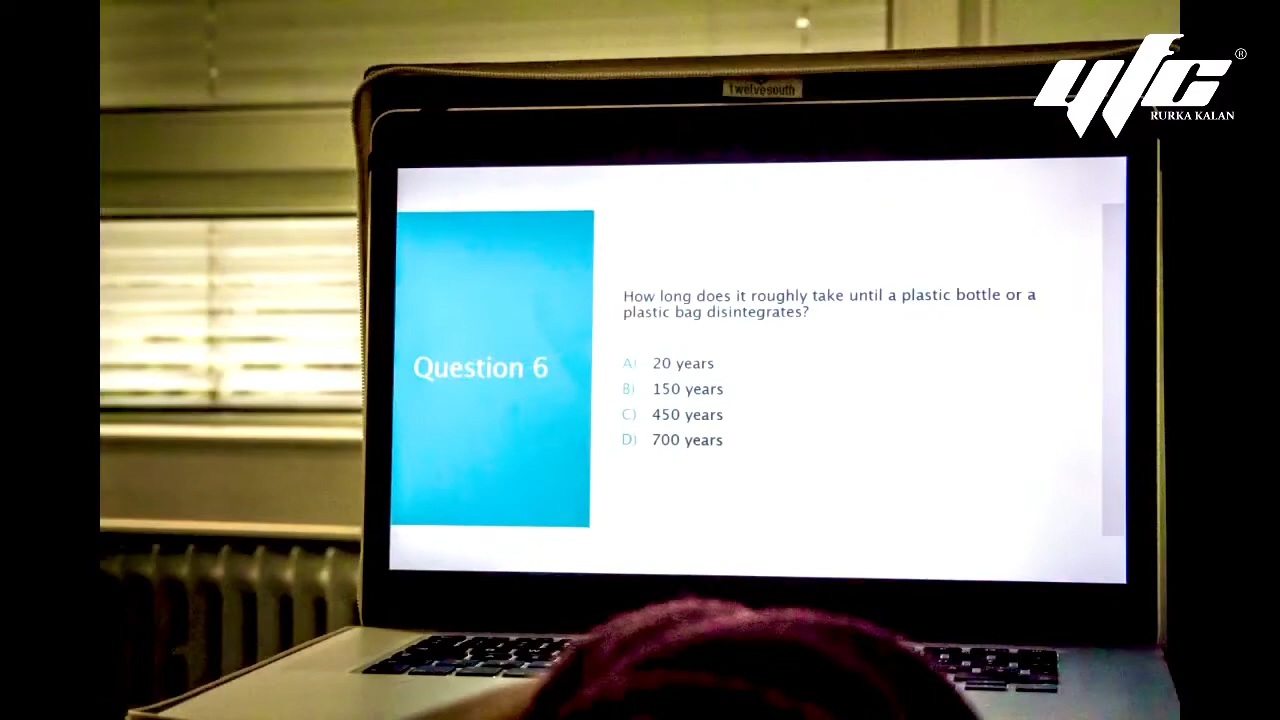 twelvesouth
yfc ®
RURKA KALAN
Question 6
How long does it roughly take until a plastic bottle or a
plastic bag disintegrates?
A) 20 years
B) 150 years
C) 450 years
D) 700 years